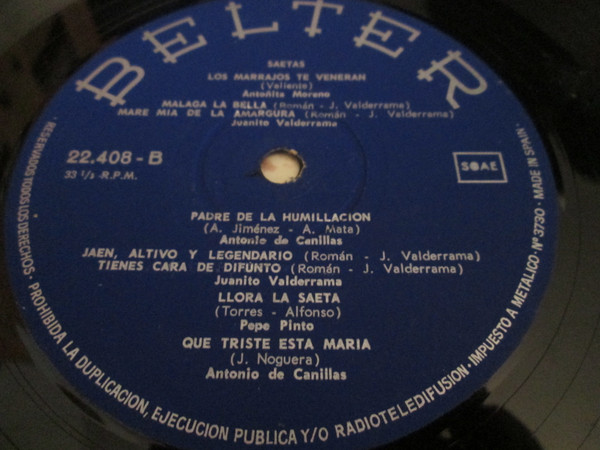 BELTER
SAETAS
LOS MARRAJOS TE VENERAN
(Valiente)
Antoñita Moreno
MALAGA LA BELLA (Román - J. Valderrama)
MARE MIA DE LA AMARGURA (Román - J. Valderrama)
Juanito Valderrama
22.408 - B
33 1/3 - R.P.M.
SGAE
PADRE DE LA HUMILLACION
(A. Jiménez - A. Mata)
Antonio de Canillas
JAEN, ALTIVO Y LEGENDARIO (Román - J. Valderrama)
TIENES CARA DE DIFUNTO (Román - J. Valderrama)
Juanito Valderrama
LLORA LA SAETA
(Torres - Alfonso)
Pepe Pinto
QUE TRISTE ESTA MARIA
(J. Noguera)
Antonio de Canillas
RESERVADOS TODOS LOS DERECHOS · PROHIBIDA LA DUPLICACION, EJECUCION PUBLICA Y/O RADIOTELEDIFUSION · IMPUESTO A METALICO · Nº 3730 · MADE IN SPAIN ·